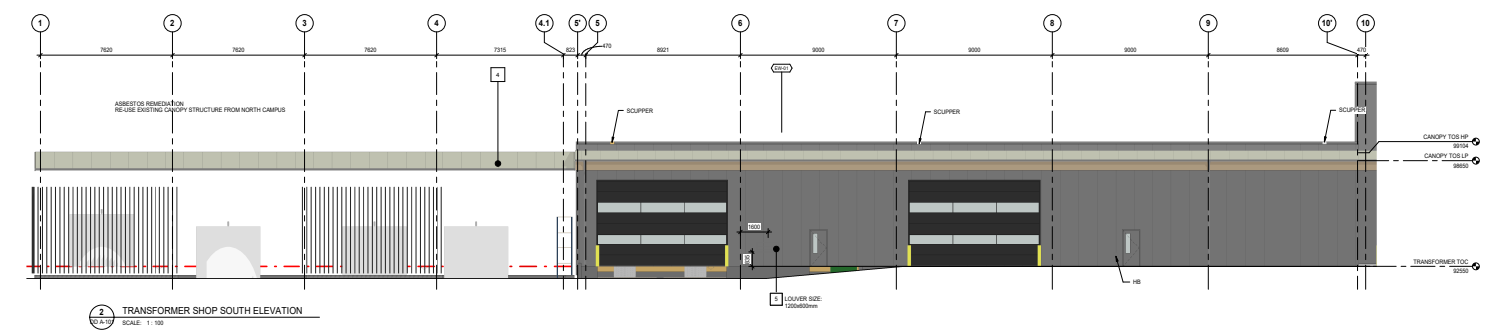 1 2 3 4 4.1 5' 5 6 7 8 9 10' 10
7620 7620 7620 7315 823 470 8921 9000 9000 9000 8609 470
4
EW-01
ASBESTOS REMEDIATION
RE-USE EXISTING CANOPY STRUCTURE FROM NORTH CAMPUS
SCUPPER SCUPPER SCUPPER
CANOPY TOS HP
99104
CANOPY TOS LP
98650
1600
835
TRANSFORMER TOC
92550
HB
5 LOUVER SIZE:
1200x600mm
2 TRANSFORMER SHOP SOUTH ELEVATION
SCALE: 1 : 100